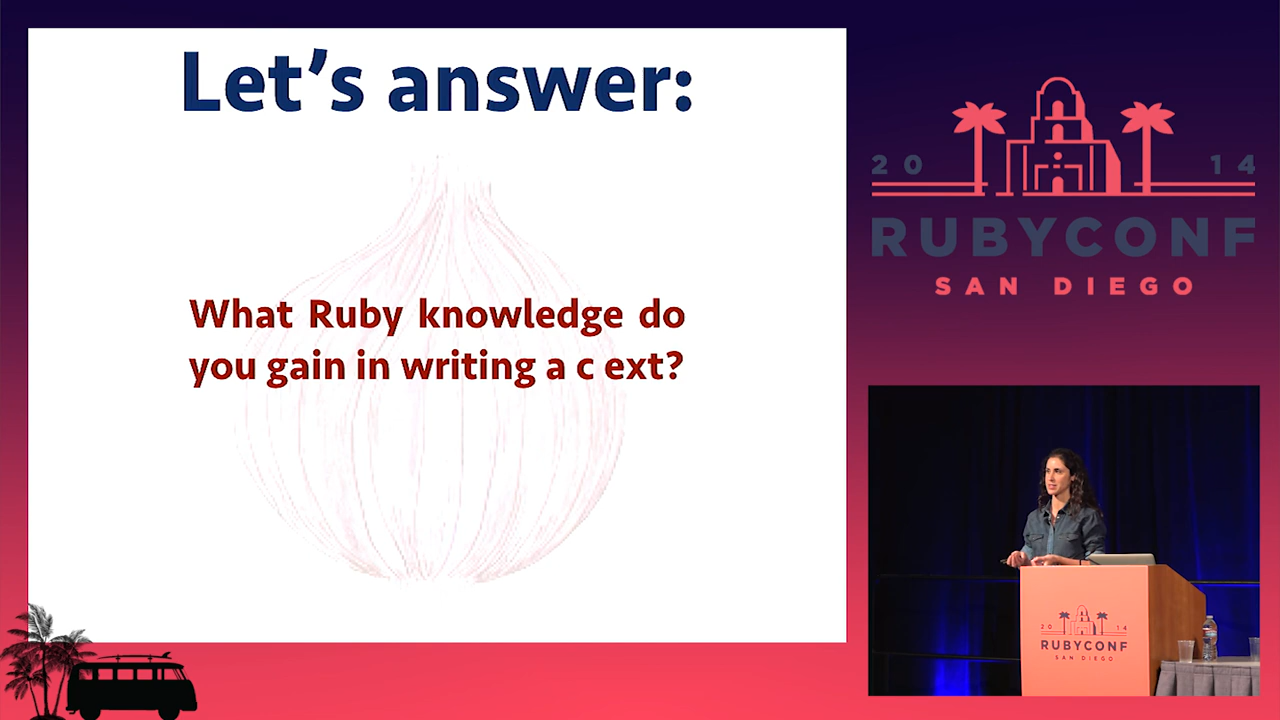 Let’s answer:
What Ruby knowledge do
you gain in writing a c ext?
20 14
RUBYCONF
SAN DIEGO
20 14
RUBYCONF
SAN DIEGO